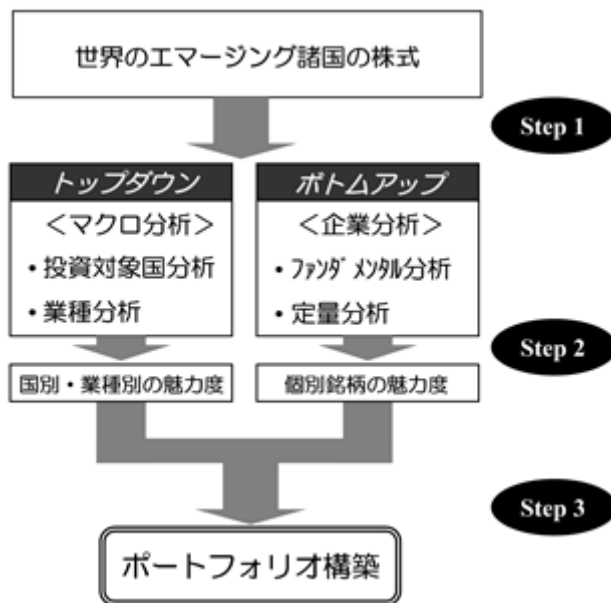 世界のエマージング諸国の株式
Step 1
トップダウン
＜マクロ分析＞
・投資対象国分析
・業種分析
ボトムアップ
＜企業分析＞
・ﾌｧﾝﾀﾞﾒﾝﾀﾙ分析
・定量分析
Step 2
国別・業種別の魅力度
個別銘柄の魅力度
Step 3
ポートフォリオ構築